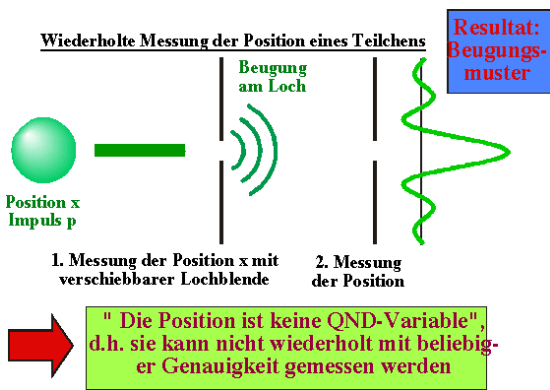 Wiederholte Messung der Position eines Teilchens
Resultat:
Beugungs-
muster
Beugung
am Loch
Position x
Impuls p
1. Messung der Position x mit
verschiebbarer Lochblende
2. Messung
der Position
" Die Position ist keine QND-Variable",
d.h. sie kann nicht wiederholt mit beliebig-
er Genauigkeit gemessen werden